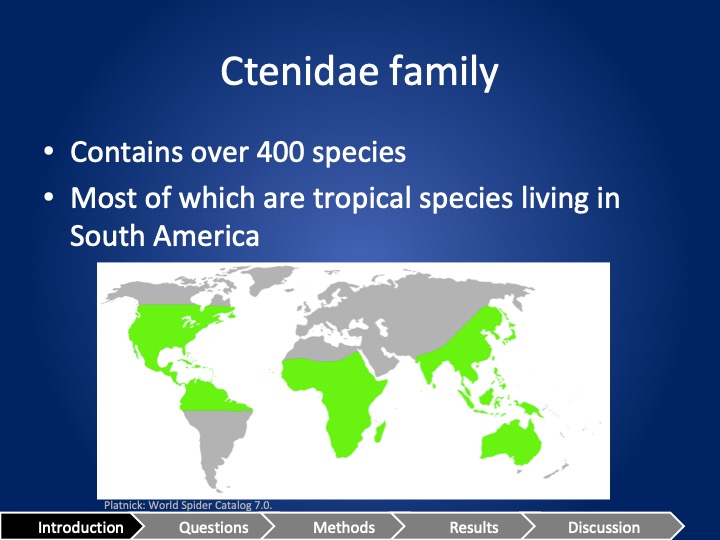 Ctenidae family
• Contains over 400 species
• Most of which are tropical species living in
South America
Platnick: World Spider Catalog 7.0.
Introduction
Questions
Methods
Results
Discussion